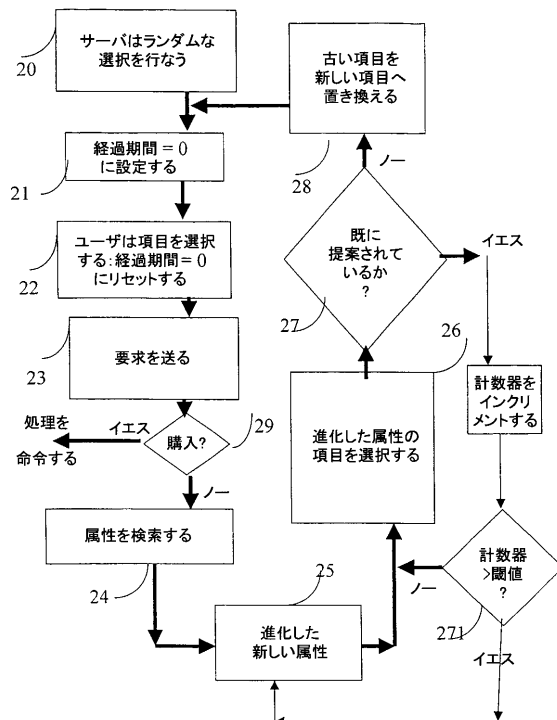 サーバはランダムな
選択を行なう
20
経過期間 = 0
に設定する
21
ユーザは項目を選択
する:経過期間 = 0
にリセットする
22
要求を送る
23
購入?
29
イエス
処理を
命令する
ノー
属性を検索する
24
25
進化した
新しい属性
26
進化した属性の
項目を選択する
既に
提案されて
いるか
?
27
ノー
イエス
古い項目を
新しい項目へ
置き換える
28
計数器を
インクリ
メントする
計数器
>閾値
?
271
ノー
イエス